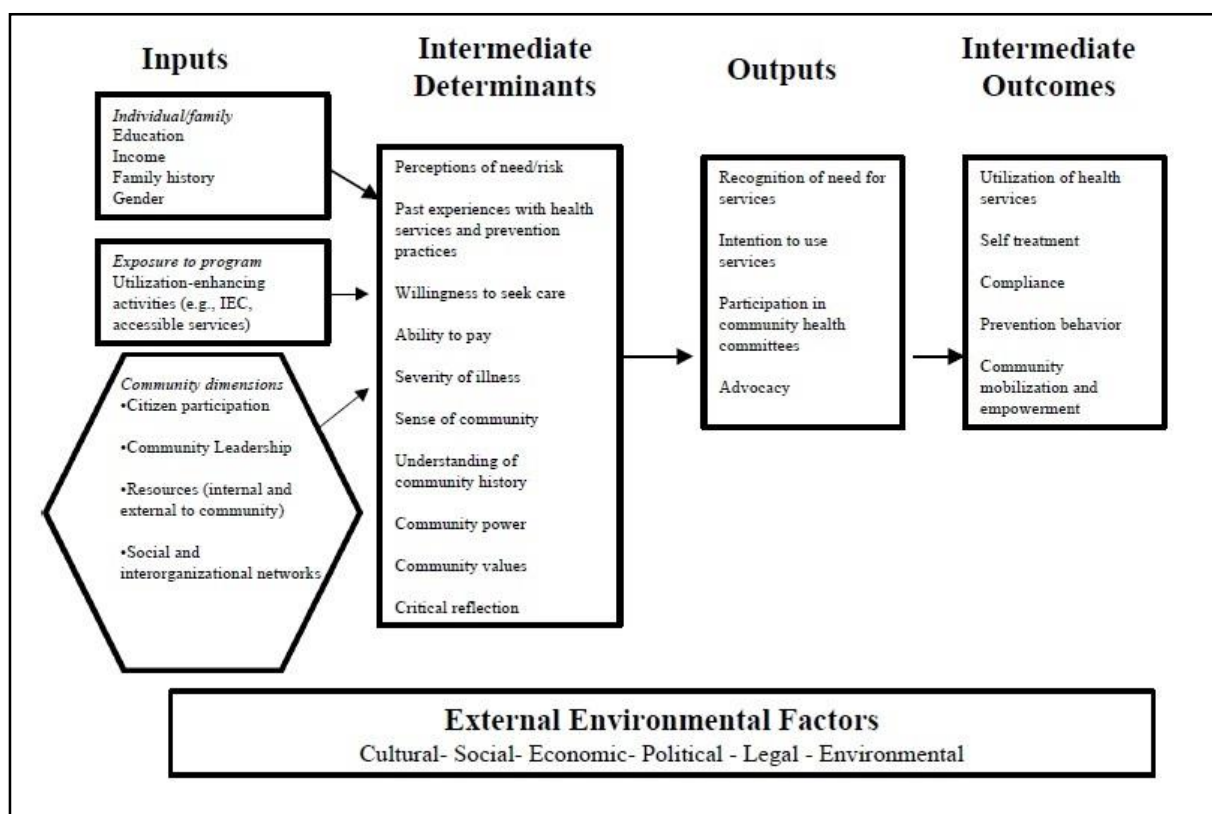 Inputs
Individual/family
Education
Income
Family history
Gender
Exposure to program
Utilization-enhancing
activities (e.g., IEC,
accessible services)
Community dimensions
•Citizen participation
•Community Leadership
•Resources (internal and
external to community)
•Social and
interorganizational networks
Intermediate
Determinants
Perceptions of need/risk
Past experiences with health
services and prevention
practices
Willingness to seek care
Ability to pay
Severity of illness
Sense of community
Understanding of
community history
Community power
Community values
Critical reflection
Outputs
Recognition of need for
services
Intention to use
services
Participation in
community health
committees
Advocacy
Intermediate
Outcomes
Utilization of health
services
Self treatment
Compliance
Prevention behavior
Community
mobilization and
empowerment
External Environmental Factors
Cultural- Social- Economic- Political - Legal - Environmental